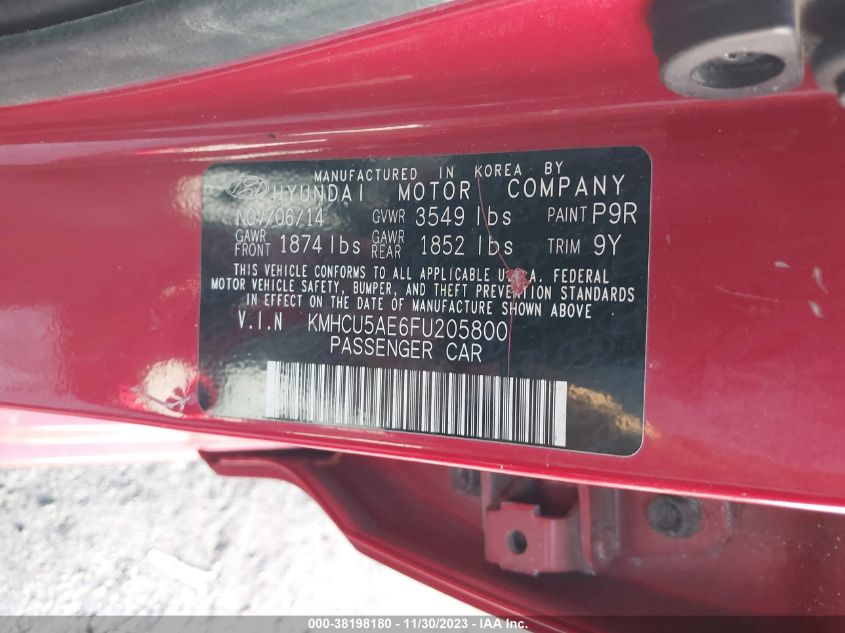 MANUFACTURED IN KOREA BY
HYUNDAI MOTOR COMPANY
NOV/06/14 GVWR 3549 lbs PAINT P9R
GAWR FRONT 1874 lbs GAWR REAR 1852 lbs TRIM 9Y
THIS VEHICLE CONFORMS TO ALL APPLICABLE U.S.A. FEDERAL
MOTOR VEHICLE SAFETY, BUMPER, AND THEFT PREVENTION STANDARDS
IN EFFECT ON THE DATE OF MANUFACTURE SHOWN ABOVE
V.I.N KMHCU5AE6FU205800
PASSENGER CAR
000-38198180 - 11/30/2023 - IAA Inc.